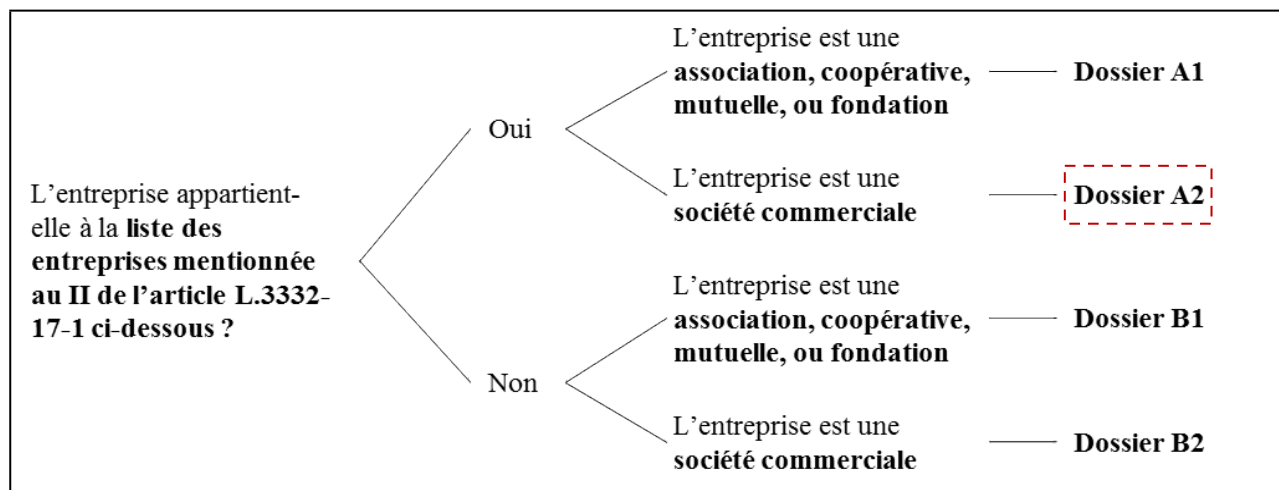 L’entreprise est une
association, coopérative,
mutuelle, ou fondation
Dossier A1
Oui
L’entreprise est une
société commerciale
Dossier A2
L’entreprise appartient-
elle à la liste des
entreprises mentionnée
au II de l’article L.3332-
17-1 ci-dessous ?
L’entreprise est une
association, coopérative,
mutuelle, ou fondation
Dossier B1
Non
L’entreprise est une
société commerciale
Dossier B2